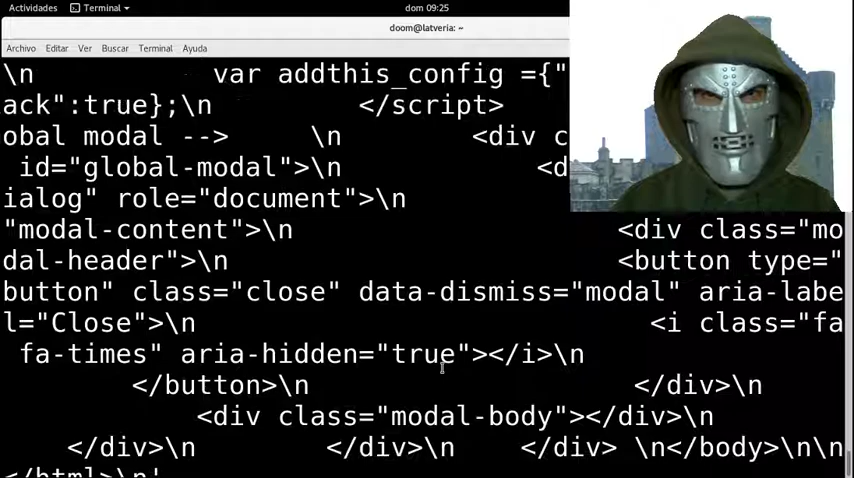 Actividades Terminal dom 09:25
doom@latveria: ~
Archivo Editar Ver Buscar Terminal Ayuda
\n var addthis_config ={"
ack":true};\n </script>
obal modal --> \n <div c
id="global-modal">\n <d
ialog" role="document">\n
"modal-content">\n <div class="mo
dal-header">\n <button type="
button" class="close" data-dismiss="modal" aria-labe
l="Close">\n <i class="fa
fa-times" aria-hidden="true"></i>\n
</button>\n </div>\n
<div class="modal-body"></div>\n
</div>\n </div>\n </div> \n</body>\n\n
</html>\n'